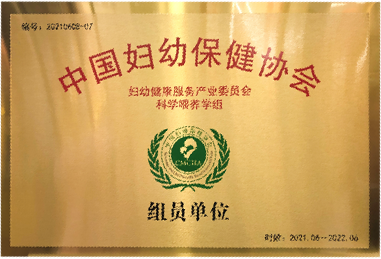 编号：20210608-07
中国妇幼保健协会
妇幼健康服务产业委员会
科学喂养学组
CMCHA
组员单位
时效：2021.06-2022.06